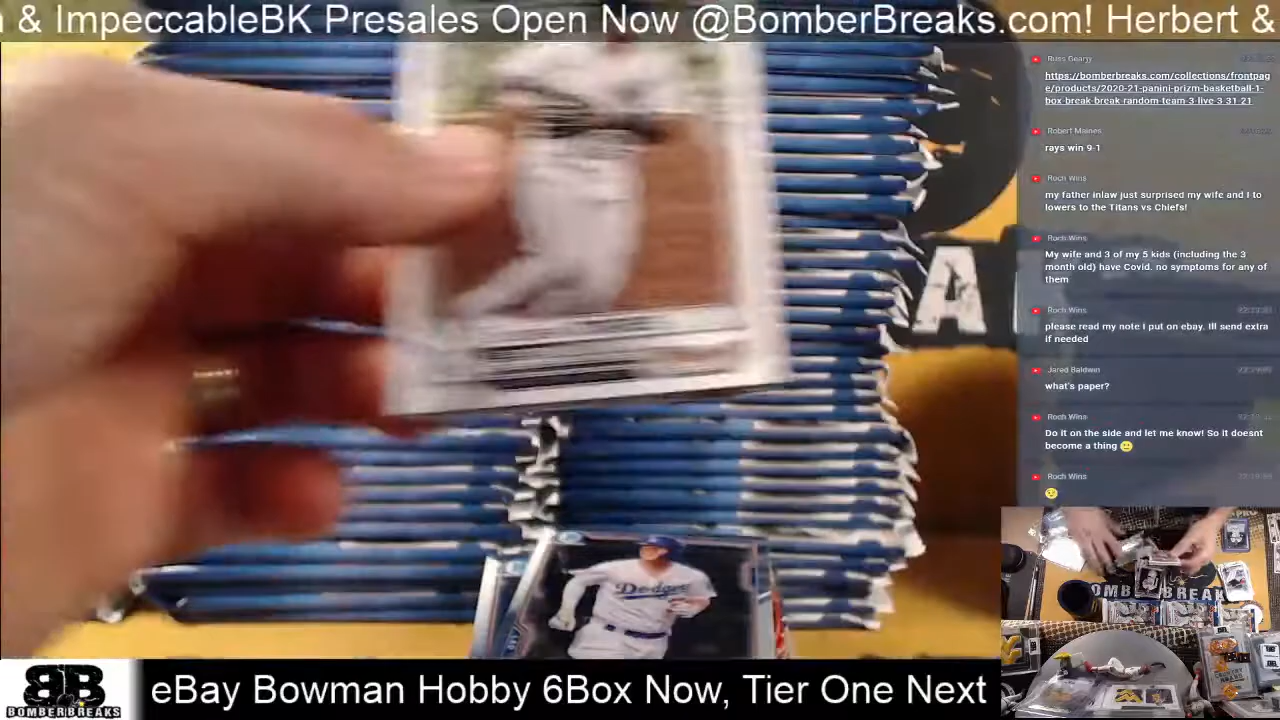 & ImpeccableBK Presales Open Now @BomberBreaks.com! Herbert &
Russ Geary
https://bomberbreaks.com/collections/frontpag
e/products/2020-21-panini-prizm-basketball-1-
box-break-break-random-team-3-live-3-31-21
Robert Maines
rays win 9-1
Roch Wins
my father inlaw just surprised my wife and I to
lowers to the Titans vs Chiefs!
Roch Wins
My wife and 3 of my 5 kids (including the 3
month old) have Covid. no symptoms for any of
them
Roch Wins
please read my note I put on ebay. Ill send extra
if needed
Jared Baldwin
what's paper?
Roch Wins
Do it on the side and let me know! So it doesnt
become a thing 🙂
Roch Wins
Dodgers
BB
BOMBERBREAKS
eBay Bowman Hobby 6Box Now, Tier One Next